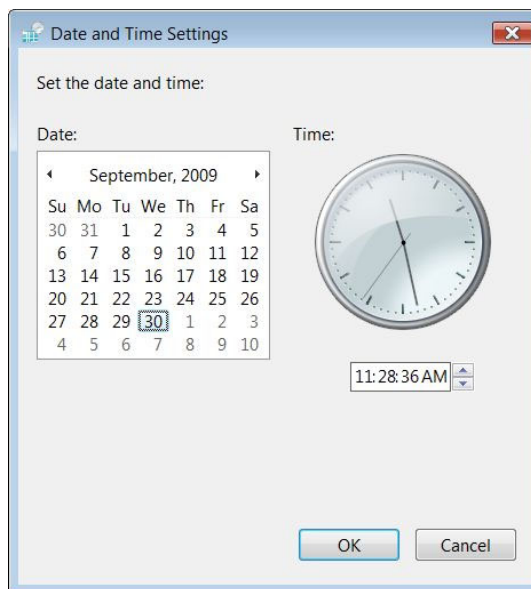 Date and Time Settings
Set the date and time:
Date:
Time:
September, 2009
Su Mo Tu We Th Fr Sa
30 31 1 2 3 4 5
6 7 8 9 10 11 12
13 14 15 16 17 18 19
20 21 22 23 24 25 26
27 28 29 30 1 2 3
4 5 6 7 8 9 10
11:28:36 AM
OK
Cancel